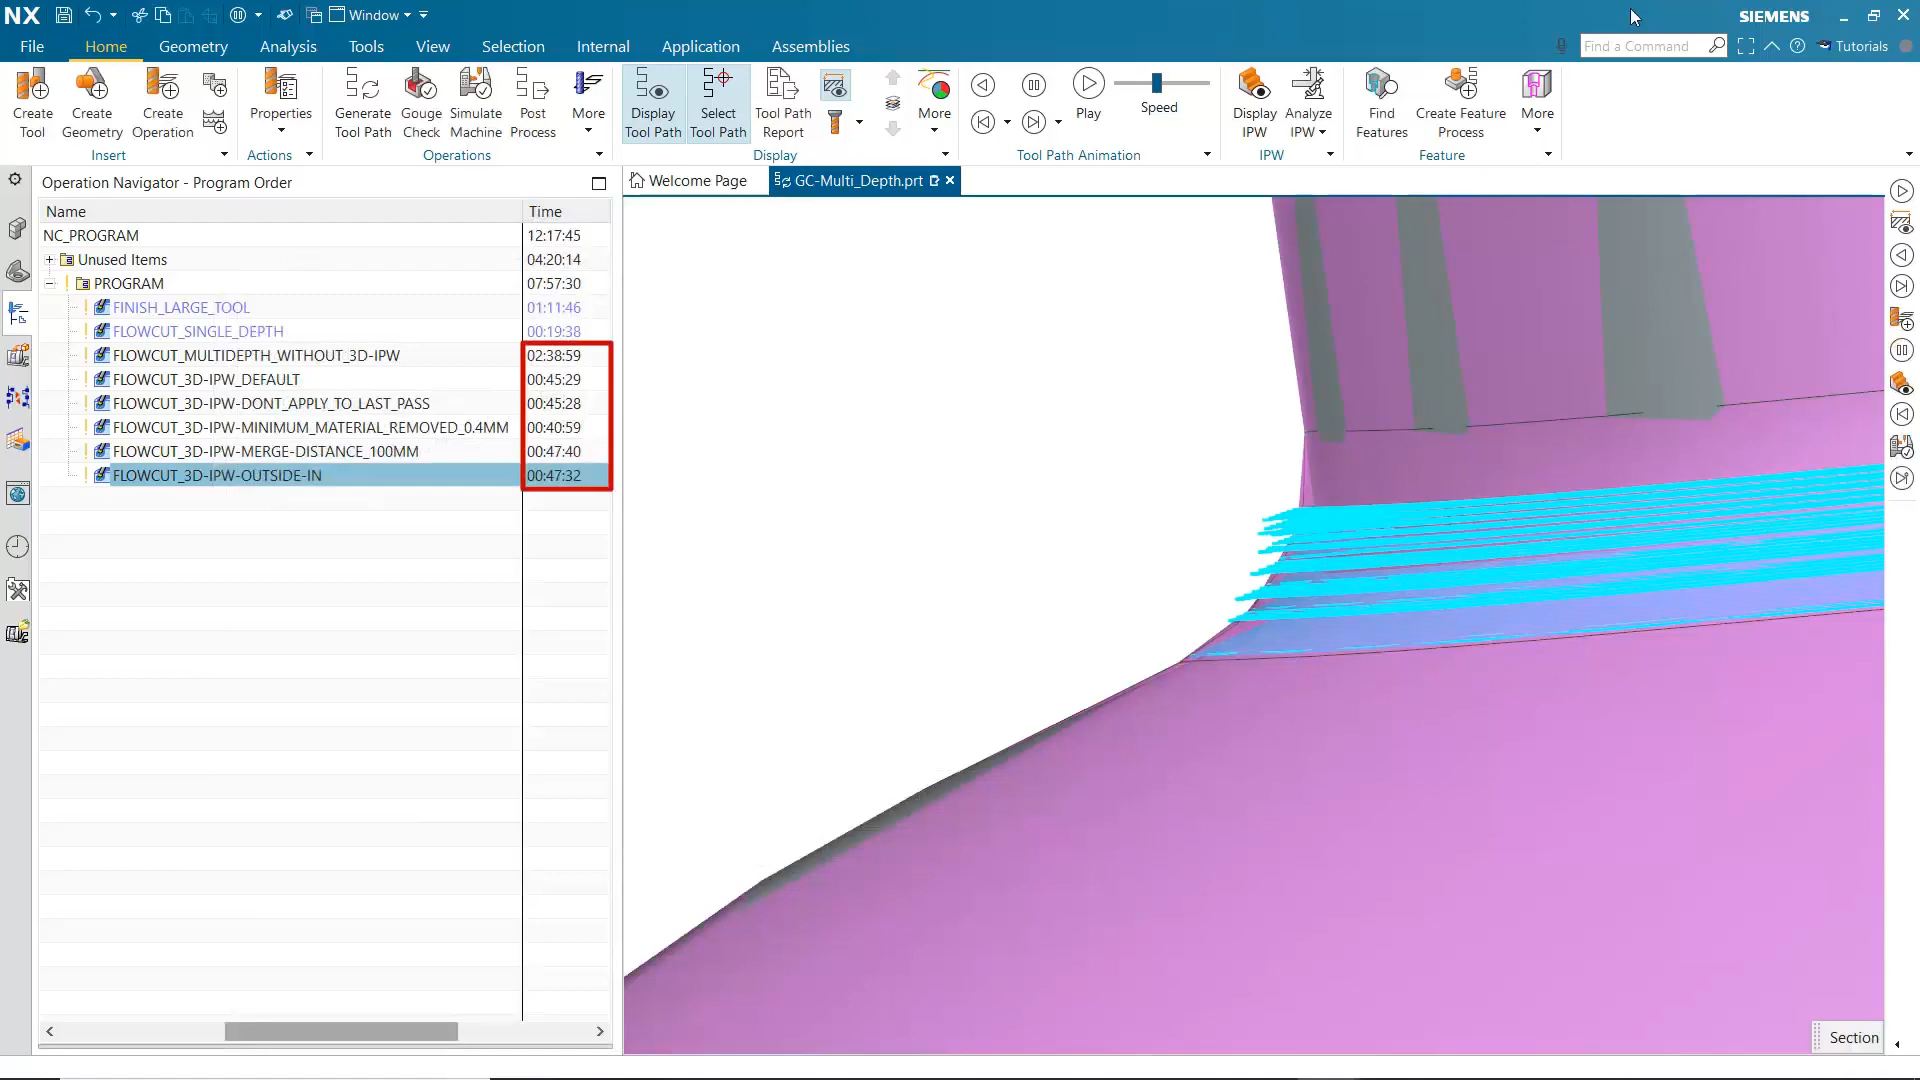 NX
Window
SIEMENS
File
Home
Geometry
Analysis
Tools
View
Selection
Internal
Application
Assemblies
Find a Command
Tutorials
Create Tool
Create Geometry
Create Operation
Properties
Generate Tool Path
Gouge Check
Simulate Machine
Post Process
More
Display Tool Path
Select Tool Path
Tool Path Report
More
Play
Speed
Display IPW
Analyze IPW
Find Features
Create Feature Process
More
Insert
Actions
Operations
Display
Tool Path Animation
IPW
Feature
Operation Navigator - Program Order
Welcome Page
GC-Multi_Depth.prt
Name Time
NC_PROGRAM 12:17:45
Unused Items 04:20:14
PROGRAM 07:57:30
FINISH_LARGE_TOOL 01:11:46
FLOWCUT_SINGLE_DEPTH 00:19:38
FLOWCUT_MULTIDEPTH_WITHOUT_3D-IPW 02:38:59
FLOWCUT_3D-IPW_DEFAULT 00:45:29
FLOWCUT_3D-IPW-DONT_APPLY_TO_LAST_PASS 00:45:28
FLOWCUT_3D-IPW-MINIMUM_MATERIAL_REMOVED_0.4MM 00:40:59
FLOWCUT_3D-IPW-MERGE-DISTANCE_100MM 00:47:40
FLOWCUT_3D-IPW-OUTSIDE-IN 00:47:32
Section